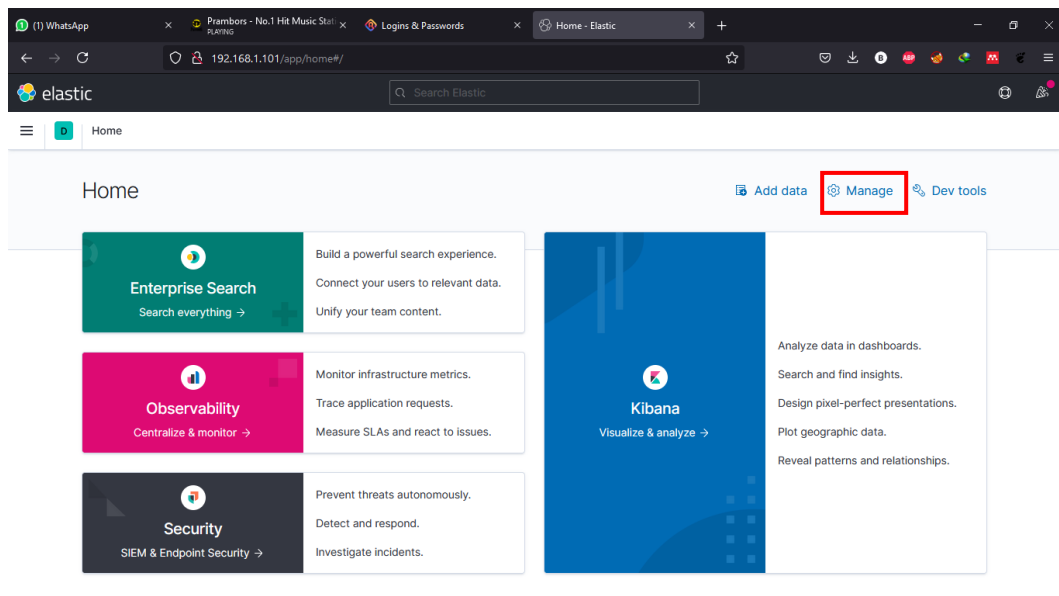 (1) WhatsApp
Prambors - No.1 Hit Music Stati
PLAYING
Logins & Passwords
Home - Elastic
192.168.1.101/app/home#/
elastic
Search Elastic
D
Home
Home
Add data
Manage
Dev tools
Enterprise Search
Search everything →
Build a powerful search experience.
Connect your users to relevant data.
Unify your team content.
Observability
Centralize & monitor →
Monitor infrastructure metrics.
Trace application requests.
Measure SLAs and react to issues.
Security
SIEM & Endpoint Security →
Prevent threats autonomously.
Detect and respond.
Investigate incidents.
Kibana
Visualize & analyze →
Analyze data in dashboards.
Search and find insights.
Design pixel-perfect presentations.
Plot geographic data.
Reveal patterns and relationships.